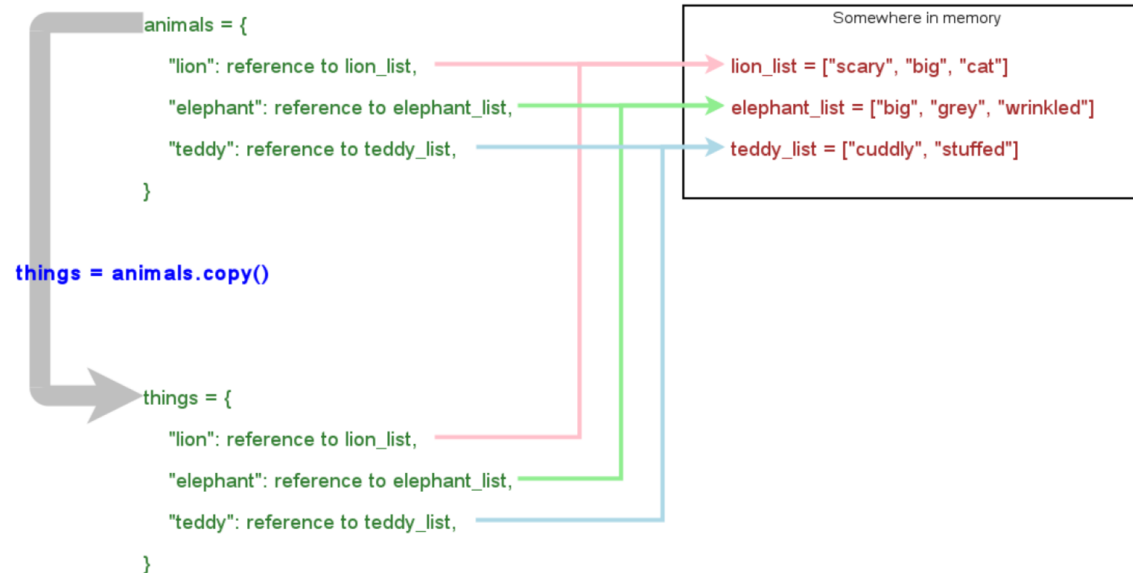 animals = {
"lion": reference to lion_list,
"elephant": reference to elephant_list,
"teddy": reference to teddy_list,
}
Somewhere in memory
lion_list = ["scary", "big", "cat"]
elephant_list = ["big", "grey", "wrinkled"]
teddy_list = ["cuddly", "stuffed"]
things = animals.copy()
things = {
"lion": reference to lion_list,
"elephant": reference to elephant_list,
"teddy": reference to teddy_list,
}